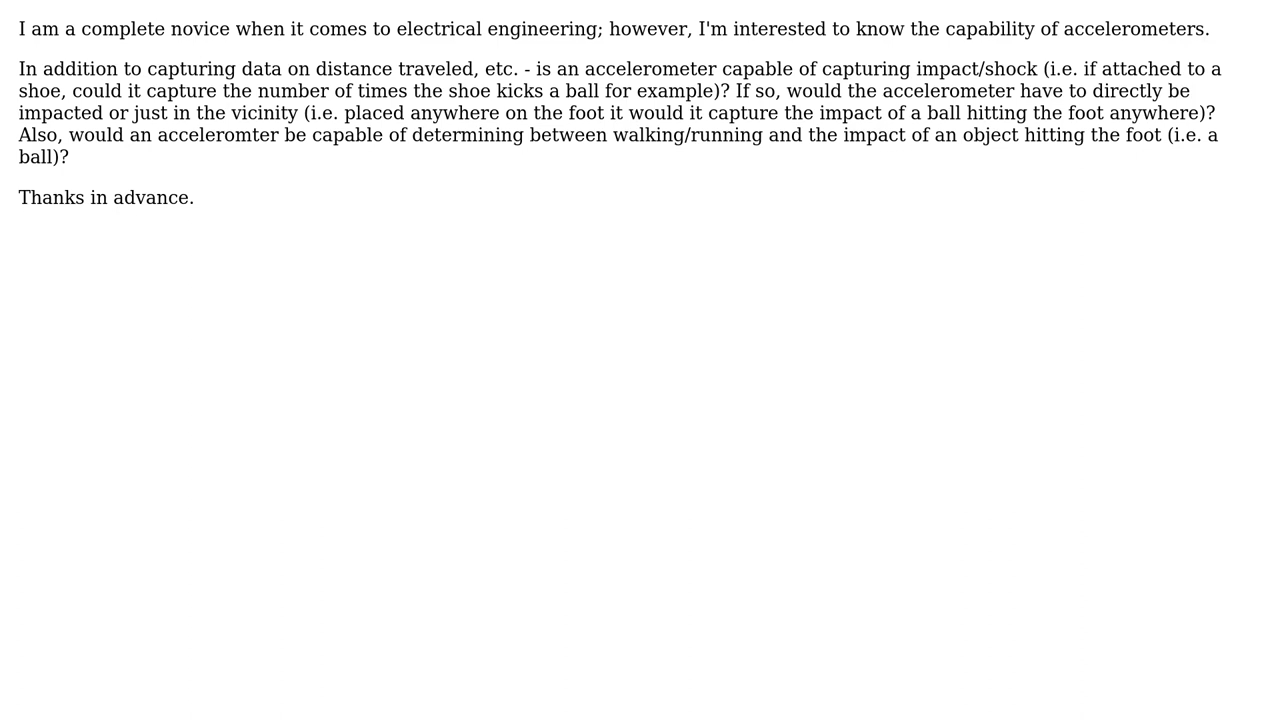 I am a complete novice when it comes to electrical engineering; however, I'm interested to know the capability of accelerometers.
In addition to capturing data on distance traveled, etc. - is an accelerometer capable of capturing impact/shock (i.e. if attached to a
shoe, could it capture the number of times the shoe kicks a ball for example)? If so, would the accelerometer have to directly be
impacted or just in the vicinity (i.e. placed anywhere on the foot it would it capture the impact of a ball hitting the foot anywhere)?
Also, would an acceleromter be capable of determining between walking/running and the impact of an object hitting the foot (i.e. a
ball)?
Thanks in advance.